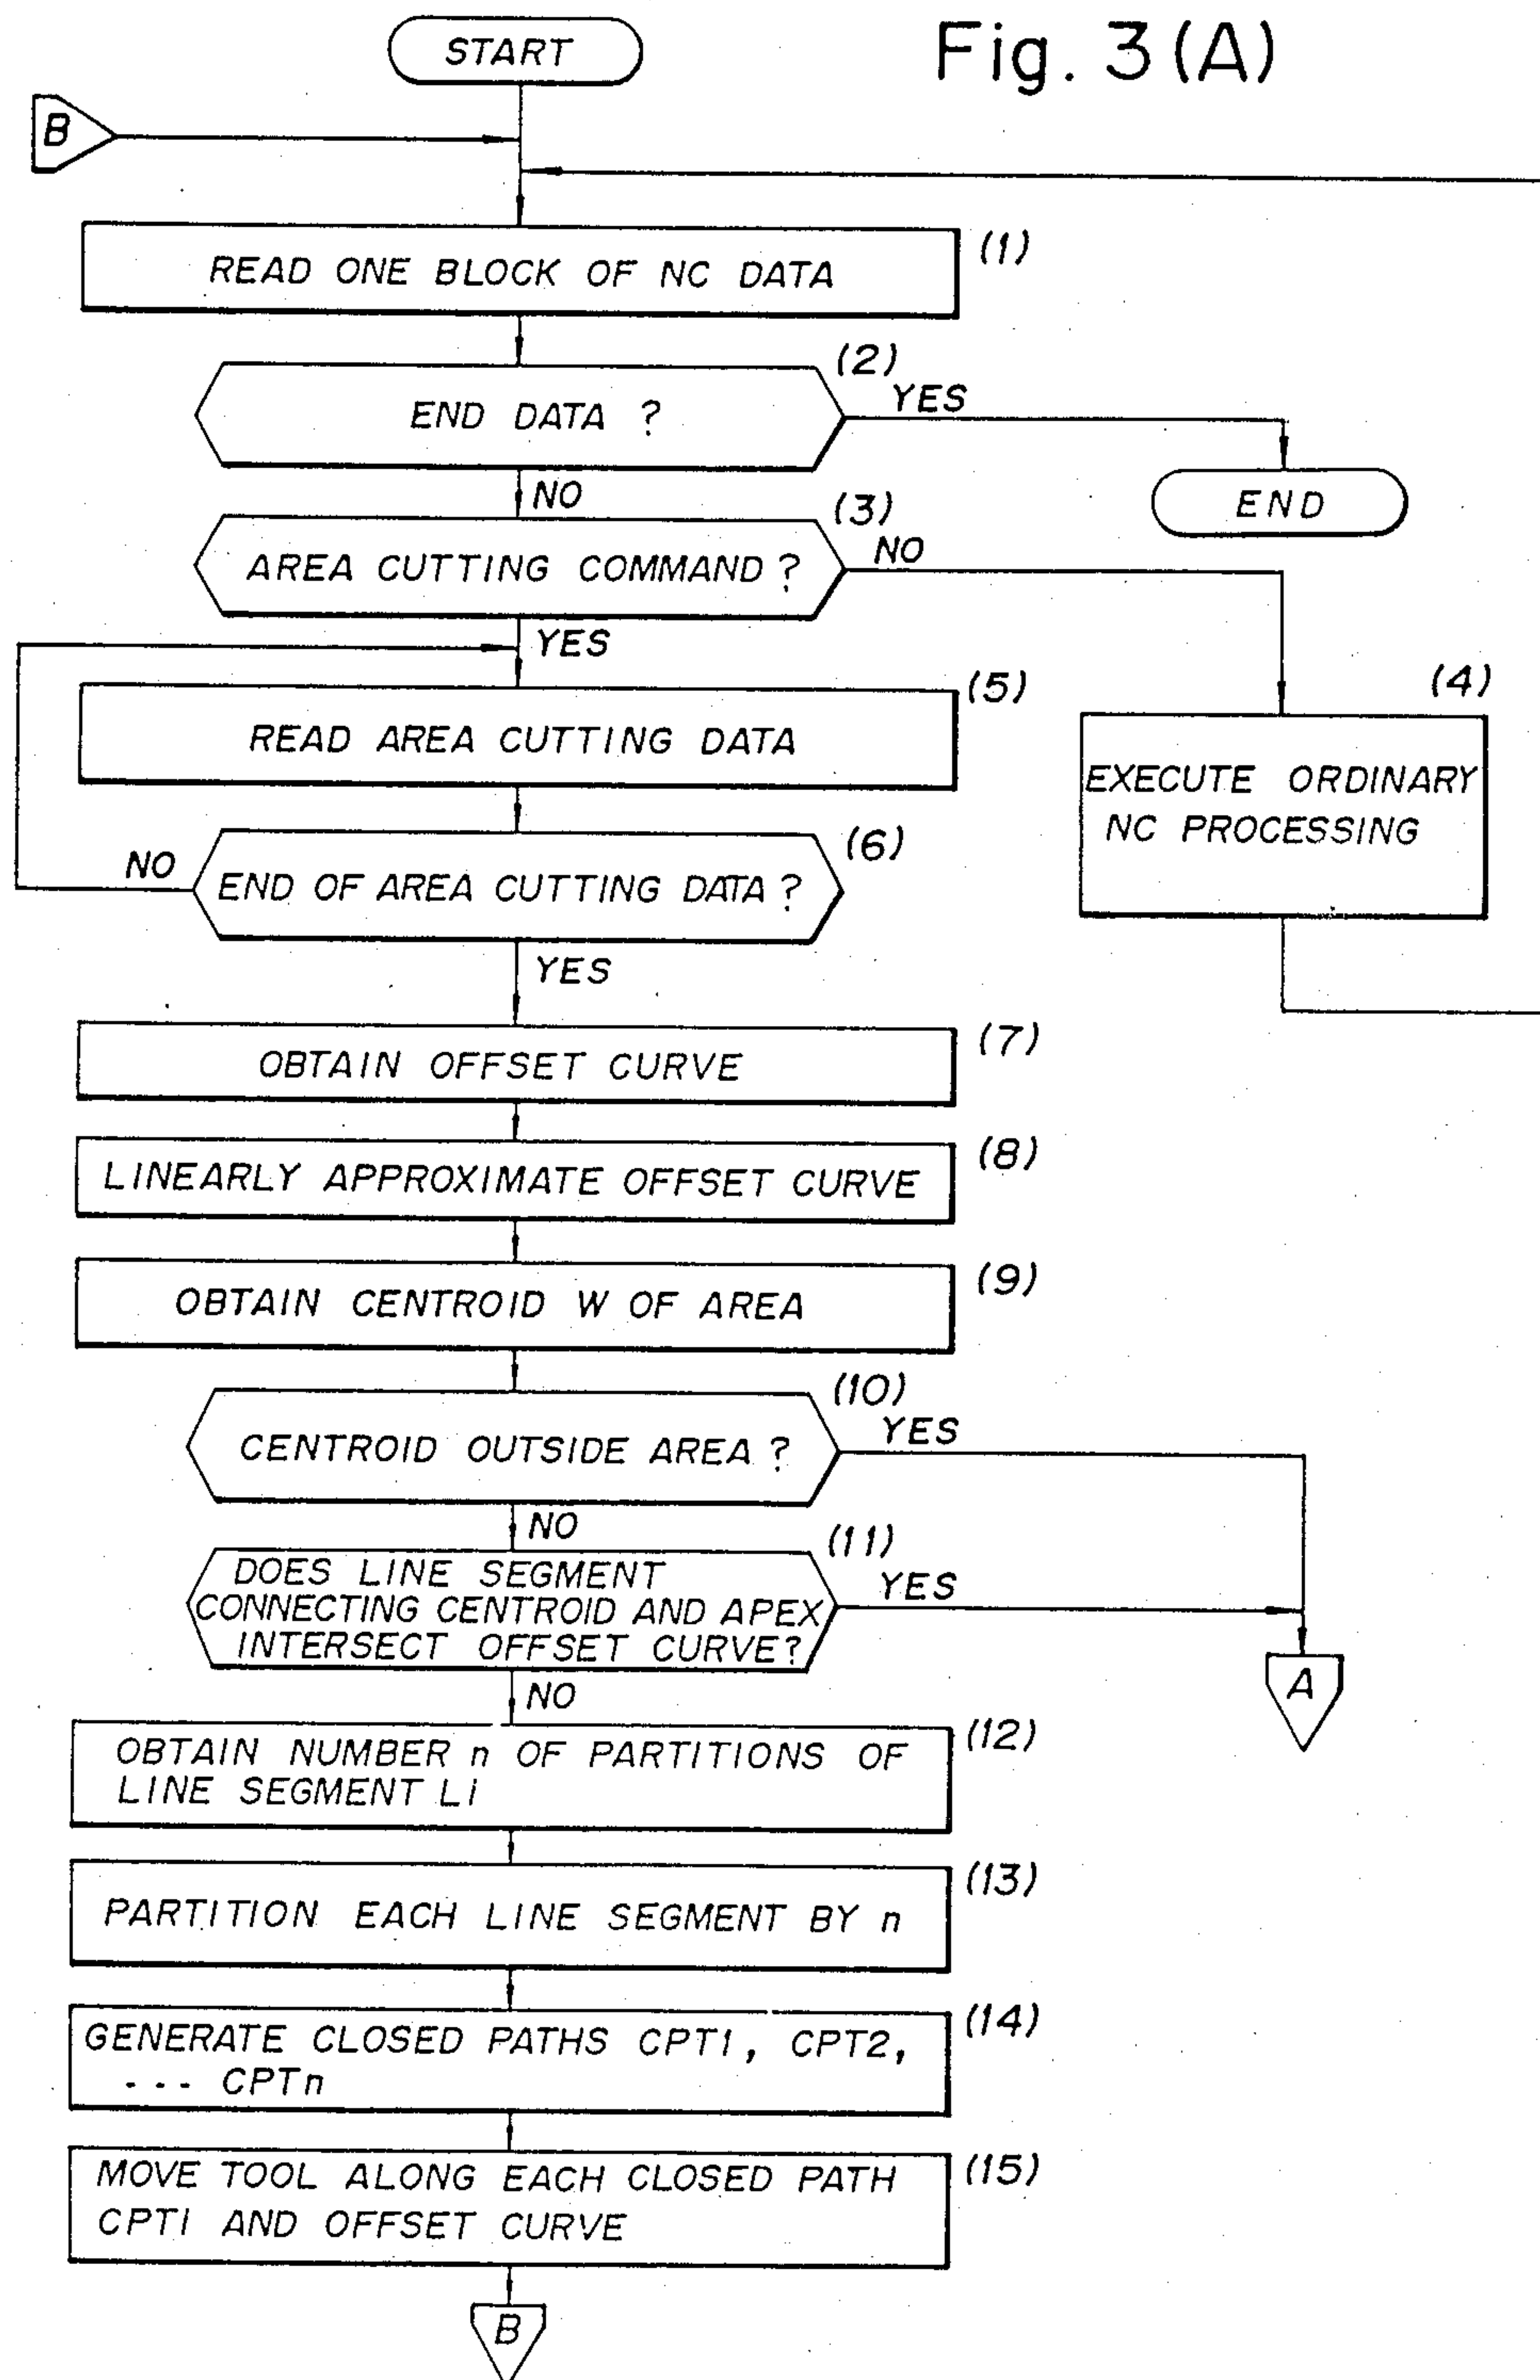 Fig. 3(A)
START
B
READ ONE BLOCK OF NC DATA
(1)
END DATA ?
(2)
YES
END
NO
AREA CUTTING COMMAND ?
(3)
NO
YES
READ AREA CUTTING DATA
(5)
(4)
EXECUTE ORDINARY
NC PROCESSING
END OF AREA CUTTING DATA ?
(6)
NO
YES
OBTAIN OFFSET CURVE
(7)
LINEARLY APPROXIMATE OFFSET CURVE
(8)
OBTAIN CENTROID W OF AREA
(9)
CENTROID OUTSIDE AREA ?
(10)
YES
NO
DOES LINE SEGMENT
CONNECTING CENTROID AND APEX
INTERSECT OFFSET CURVE?
(11)
YES
A
NO
OBTAIN NUMBER n OF PARTITIONS OF
LINE SEGMENT Li
(12)
PARTITION EACH LINE SEGMENT BY n
(13)
GENERATE CLOSED PATHS CPT1, CPT2,
--- CPTn
(14)
MOVE TOOL ALONG EACH CLOSED PATH
CPTI AND OFFSET CURVE
(15)
B